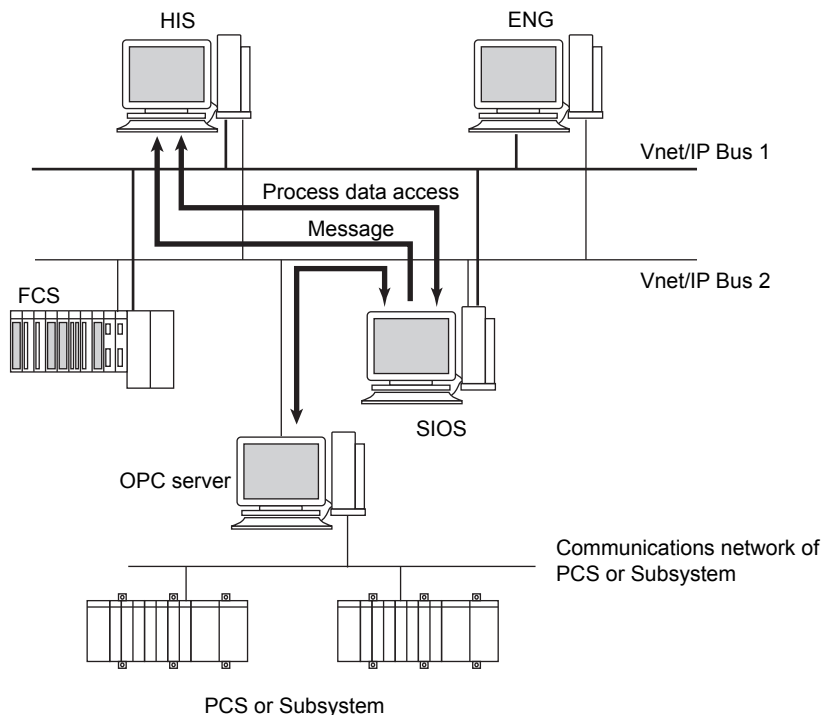 HIS
ENG
Vnet/IP Bus 1
Process data access
Message
Vnet/IP Bus 2
FCS
SIOS
OPC server
Communications network of
PCS or Subsystem
PCS or Subsystem